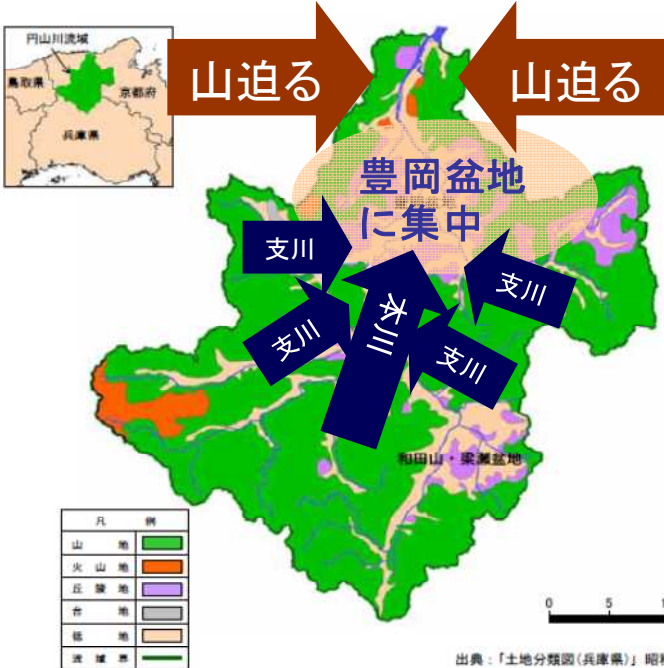 円山川流域
鳥取県
京都府
兵庫県
山迫る
山迫る
豊岡盆地
に集中
支川
支川
本川
支川
支川
和田山・梁瀬盆地
凡 例
山 地
火 山 地
丘 陵 地
台 地
低 地
流 域 界
0 5 1
出典:「土地分類図(兵庫県)」昭和